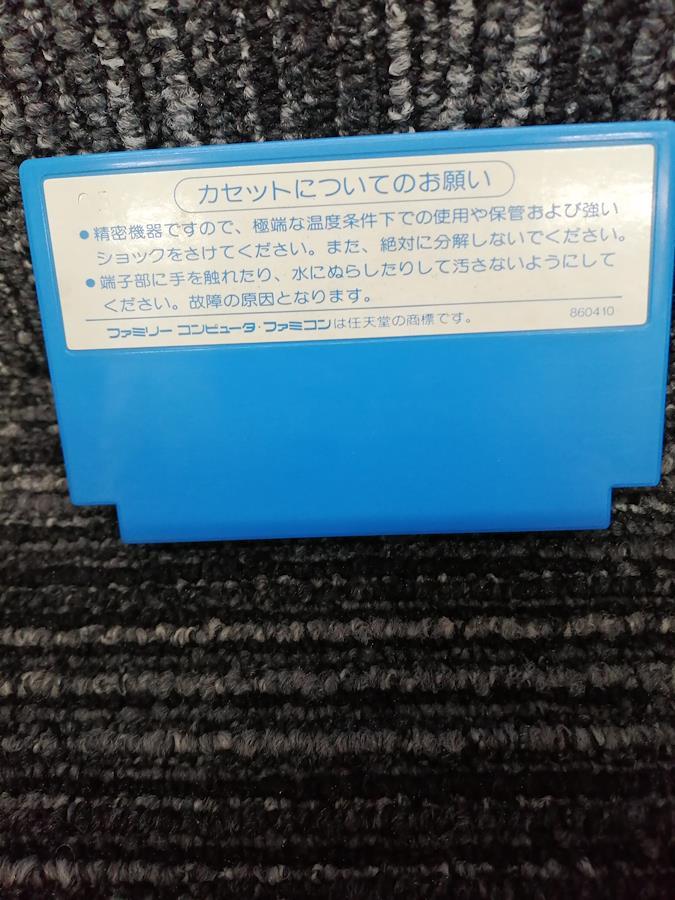 カセットについてのお願い
●精密機器ですので、極端な温度条件下での使用や保管および強い
ショックをさけてください。また、絶対に分解しないでください。
●端子部に手を触れたり、水にぬらしたりして汚さないようにして
ください。故障の原因となります。
ファミリー コンピュータ・ファミコンは任天堂の商標です。
860410